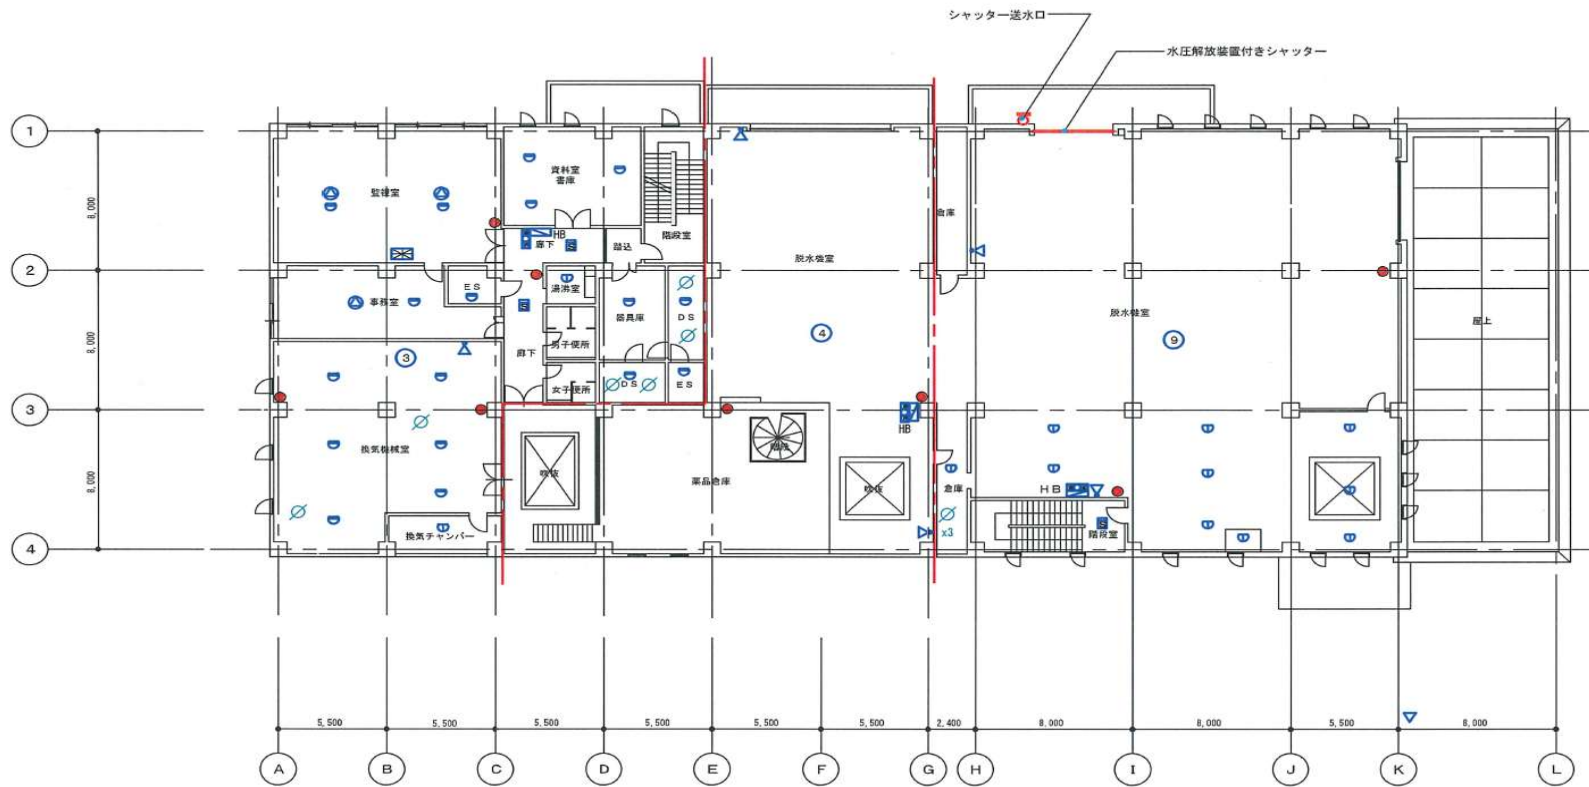 シャッター送水口
水圧解放装置付きシャッター
1
監視室
資料室
書庫
倉庫
8,000
HB
廊下
踏込
階段室
脱水機室
2
ES
事務室
湯沸室
器具庫
DS
脱水機室
屋上
8,000
3
廊下
男子便所
4
9
女子便所
DS
ES
3
HB
換気機械室
吹抜
階段
薬品倉庫
吹抜
倉庫
HB
8,000
換気チャンバー
x3
階段室
4
5,500
5,500
5,500
5,500
5,500
5,500
2,400
8,000
8,000
5,500
8,000
A
B
C
D
E
F
G
H
I
J
K
L